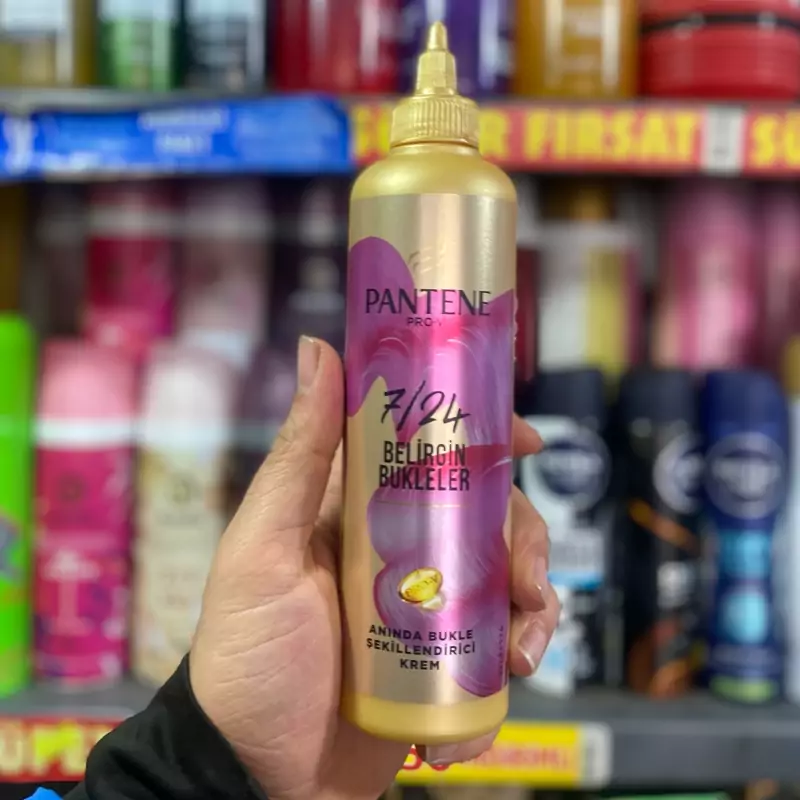 FIRSAT
PANTENE
PRO-V
7/24
BELİRGİN
BUKLELER
ANINDA BUKLE
ŞEKİLLENDİRİCİ
KREM